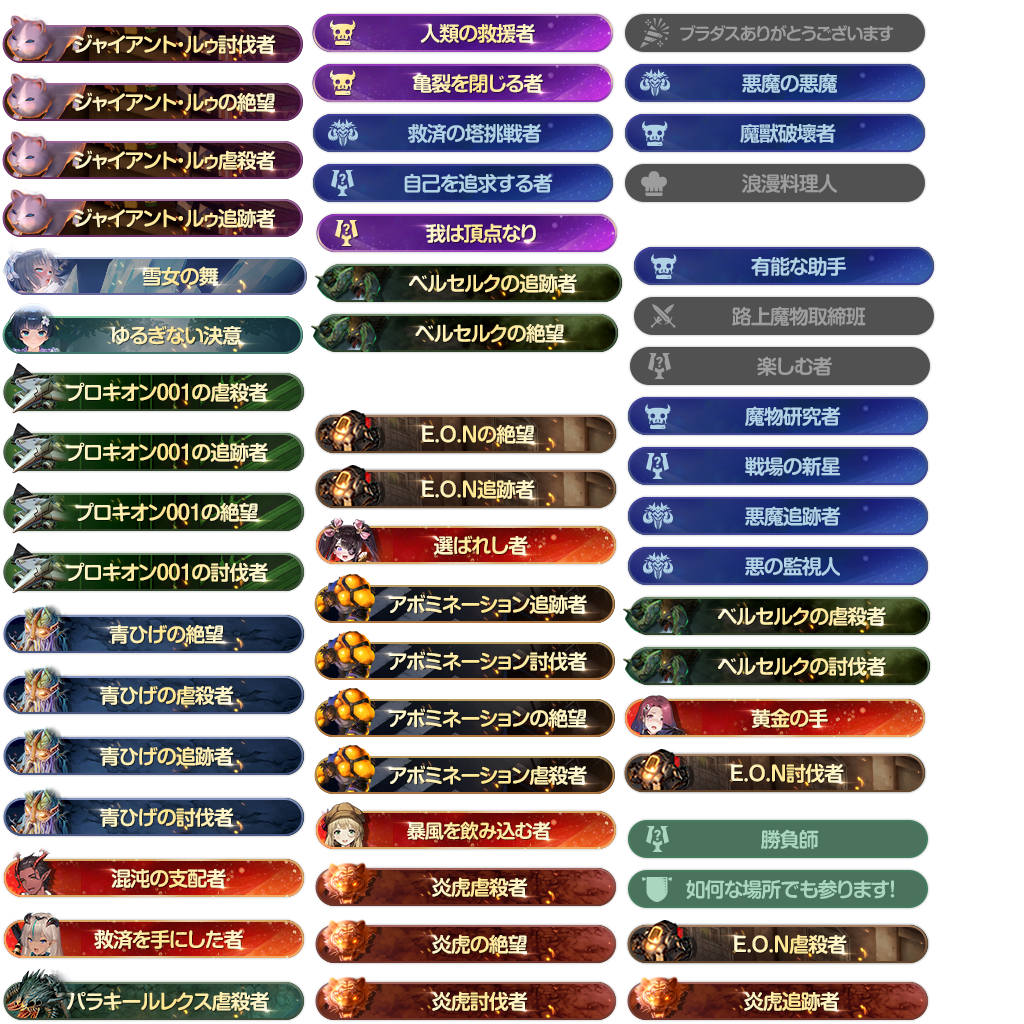 ジャイアント・ルゥ討伐者
ジャイアント・ルゥの絶望
ジャイアント・ルゥ虐殺者
ジャイアント・ルゥ追跡者
雪女の舞
ゆるぎない決意
プロキオン001の虐殺者
プロキオン001の追跡者
プロキオン001の絶望
プロキオン001の討伐者
青ひげの絶望
青ひげの虐殺者
青ひげの追跡者
青ひげの討伐者
混沌の支配者
救済を手にした者
パラキールレクス虐殺者
人類の救援者
亀裂を閉じる者
救済の塔挑戦者
自己を追求する者
我は頂点なり
ベルセルクの追跡者
ベルセルクの絶望
E.O.Nの絶望
E.O.N追跡者
選ばれし者
アボミネーション追跡者
アボミネーション討伐者
アボミネーションの絶望
アボミネーション虐殺者
暴風を飲み込む者
炎虎虐殺者
炎虎の絶望
炎虎討伐者
ブラダスありがとうございます
悪魔の悪魔
魔獣破壊者
浪漫料理人
有能な助手
路上魔物取締班
楽しむ者
魔物研究者
戦場の新星
悪魔追跡者
悪の監視人
ベルセルクの虐殺者
ベルセルクの討伐者
黄金の手
E.O.N討伐者
勝負師
如何な場所でも参ります!
E.O.N虐殺者
炎虎追跡者